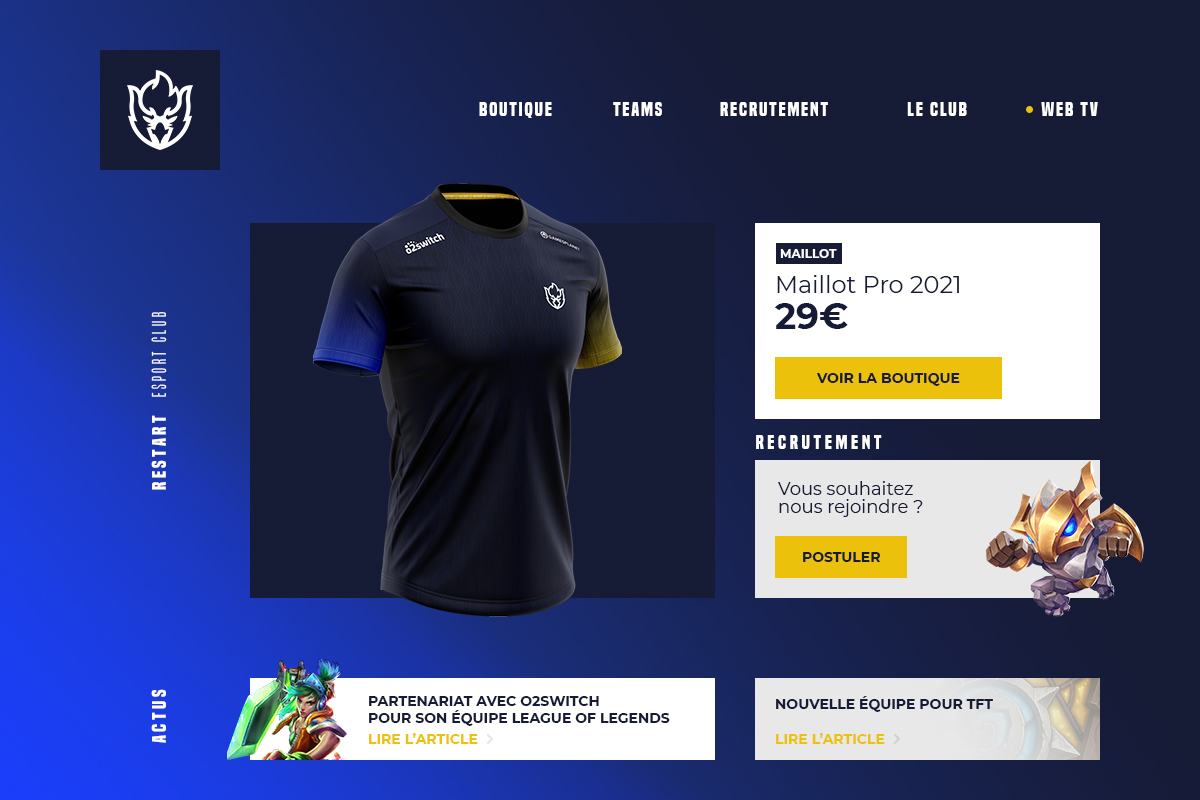 BOUTIQUE
TEAMS
RECRUTEMENT
LE CLUB
WEB TV
RESTART ESPORT CLUB
o2switch
GAMESPLANET
MAILLOT
Maillot Pro 2021
29€
VOIR LA BOUTIQUE
RECRUTEMENT
Vous souhaitez
nous rejoindre ?
POSTULER
ACTUS
PARTENARIAT AVEC O2SWITCH
POUR SON ÉQUIPE LEAGUE OF LEGENDS
LIRE L’ARTICLE
NOUVELLE ÉQUIPE POUR TFT
LIRE L’ARTICLE